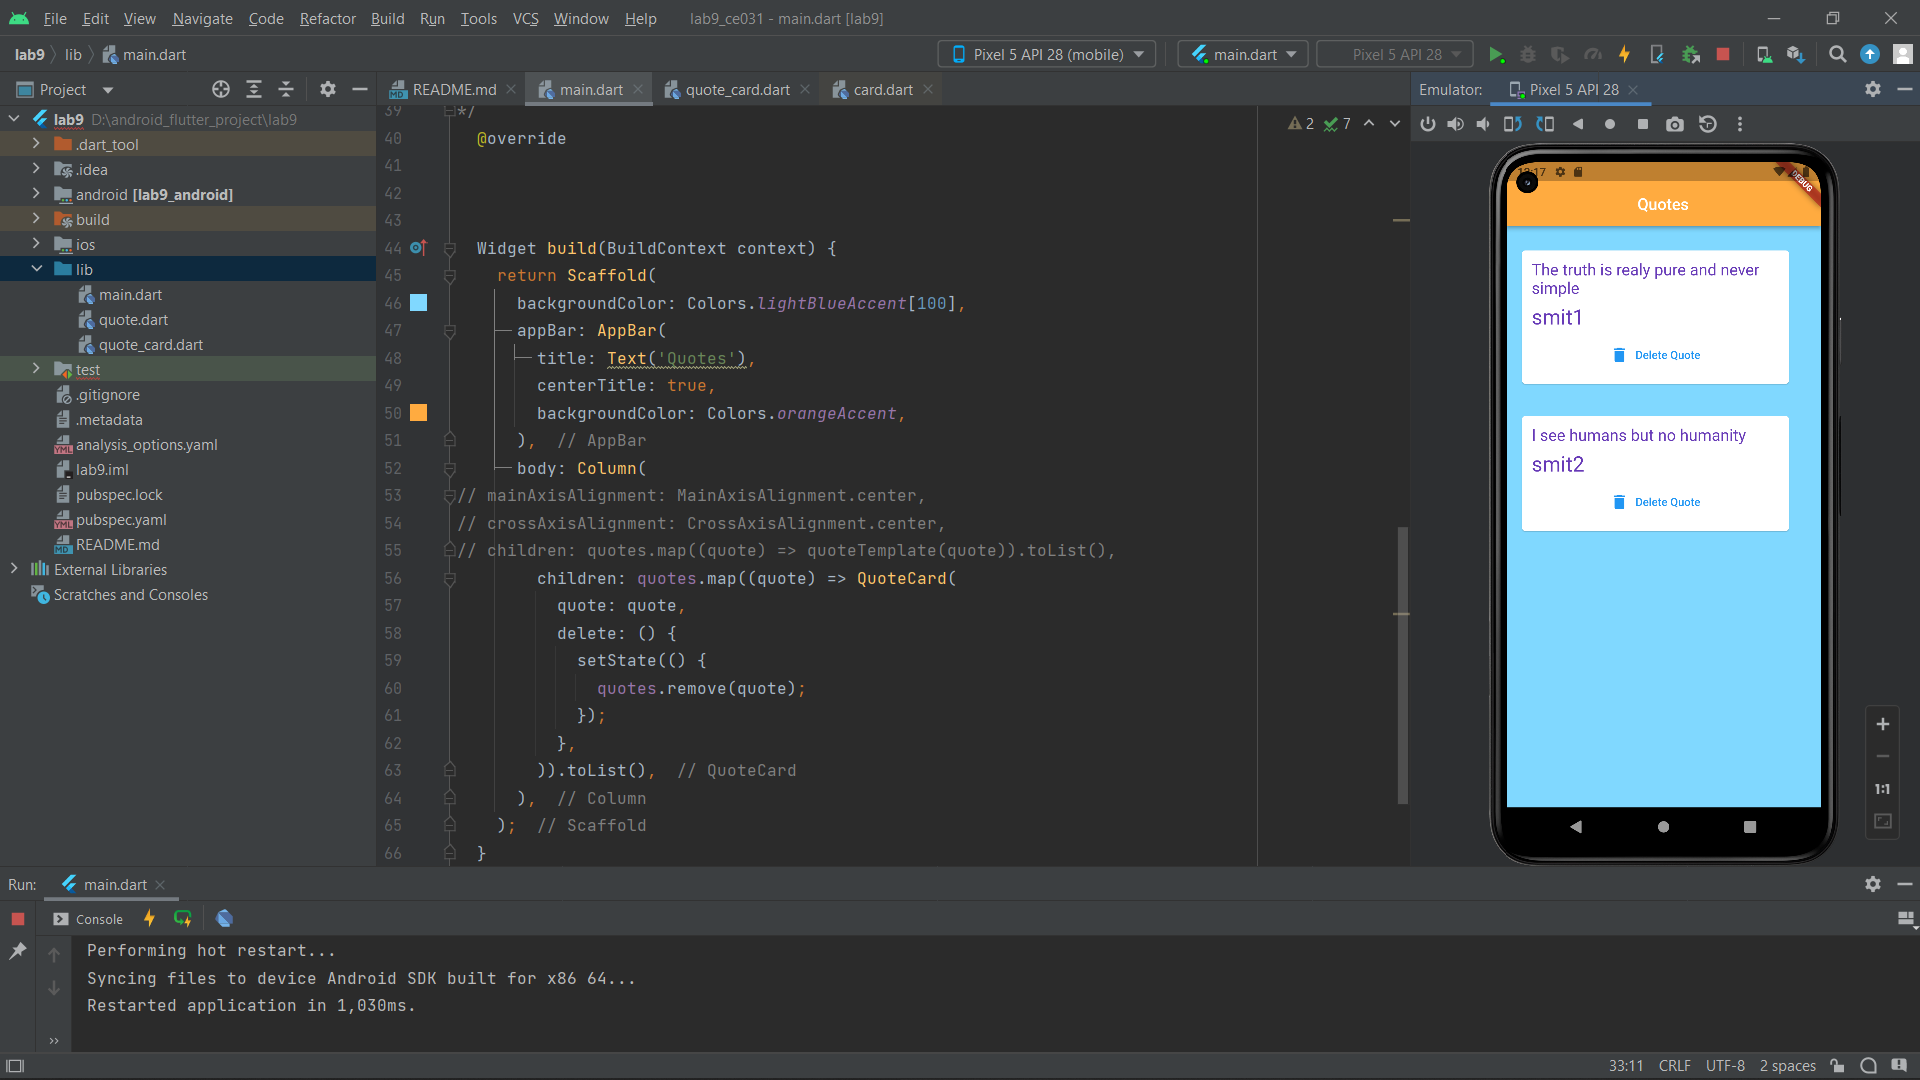 File Edit View Navigate Code Refactor Build Run Tools VCS Window Help lab9_ce031 - main.dart [lab9]
lab9 lib main.dart
Pixel 5 API 28 (mobile) main.dart Pixel 5 API 28
Project
README.md main.dart quote_card.dart card.dart
Emulator: Pixel 5 API 28
lab9 D:\android_flutter_project\lab9
.dart_tool
.idea
android [lab9_android]
build
ios
lib
main.dart
quote.dart
quote_card.dart
test
.gitignore
.metadata
analysis_options.yaml
lab9.iml
pubspec.lock
pubspec.yaml
README.md
External Libraries
Scratches and Consoles
2 7
39 */
40 @override
41
42
43
44 Widget build(BuildContext context) {
45 return Scaffold(
46 backgroundColor: Colors.lightBlueAccent[100],
47 appBar: AppBar(
48 title: Text('Quotes'),
49 centerTitle: true,
50 backgroundColor: Colors.orangeAccent,
51 ), // AppBar
52 body: Column(
53 // mainAxisAlignment: MainAxisAlignment.center,
54 // crossAxisAlignment: CrossAxisAlignment.center,
55 // children: quotes.map((quote) => quoteTemplate(quote)).toList(),
56 children: quotes.map((quote) => QuoteCard(
57 quote: quote,
58 delete: () {
59 setState(() {
60 quotes.remove(quote);
61 });
62 },
63 )).toList(), // QuoteCard
64 ), // Column
65 ); // Scaffold
66 }
DEBUG
Quotes
The truth is realy pure and never
simple
smit1
Delete Quote
I see humans but no humanity
smit2
Delete Quote
1:1
Run: main.dart
Console
Performing hot restart...
Syncing files to device Android SDK built for x86 64...
Restarted application in 1,030ms.
33:11 CRLF UTF-8 2 spaces